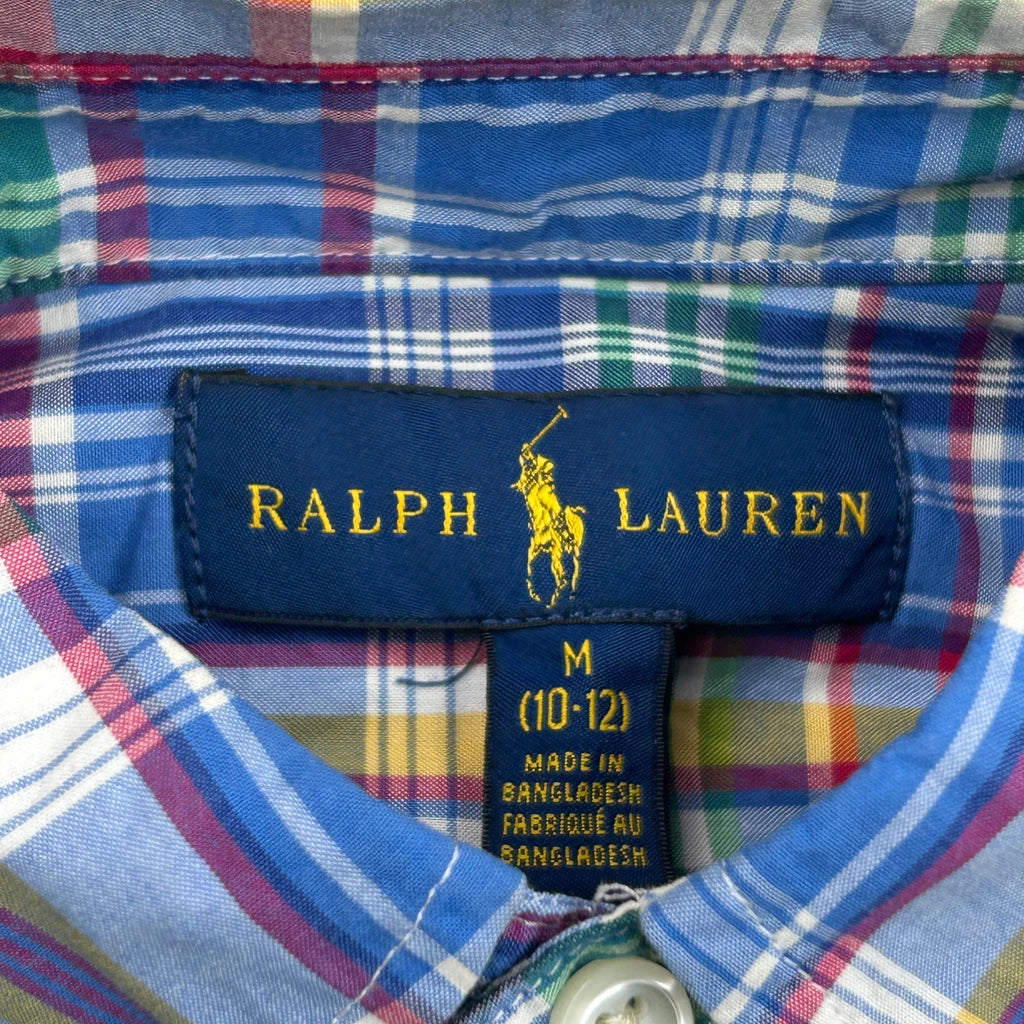 RALPH LAUREN
M
(10-12)
MADE IN
BANGLADESH
FABRIQUÉ AU
BANGLADESH